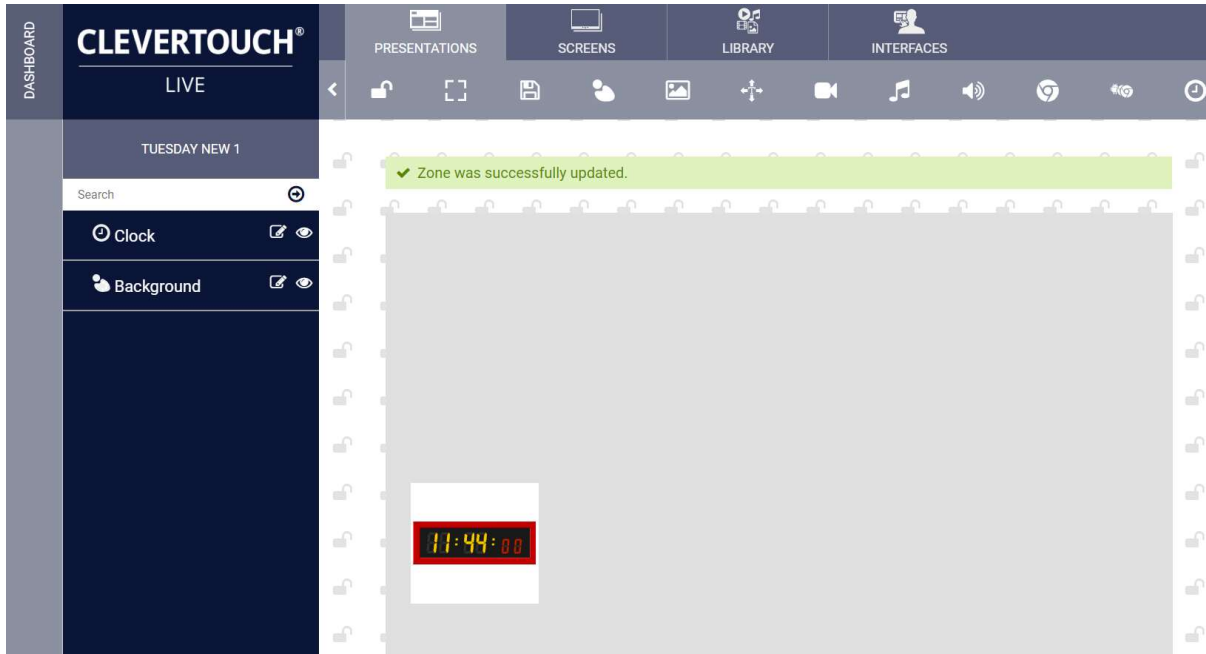 DASHBOARD
CLEVERTOUCH®
LIVE
PRESENTATIONS
SCREENS
LIBRARY
INTERFACES
TUESDAY NEW 1
Search
Clock
Background
Zone was successfully updated.
11:44:00